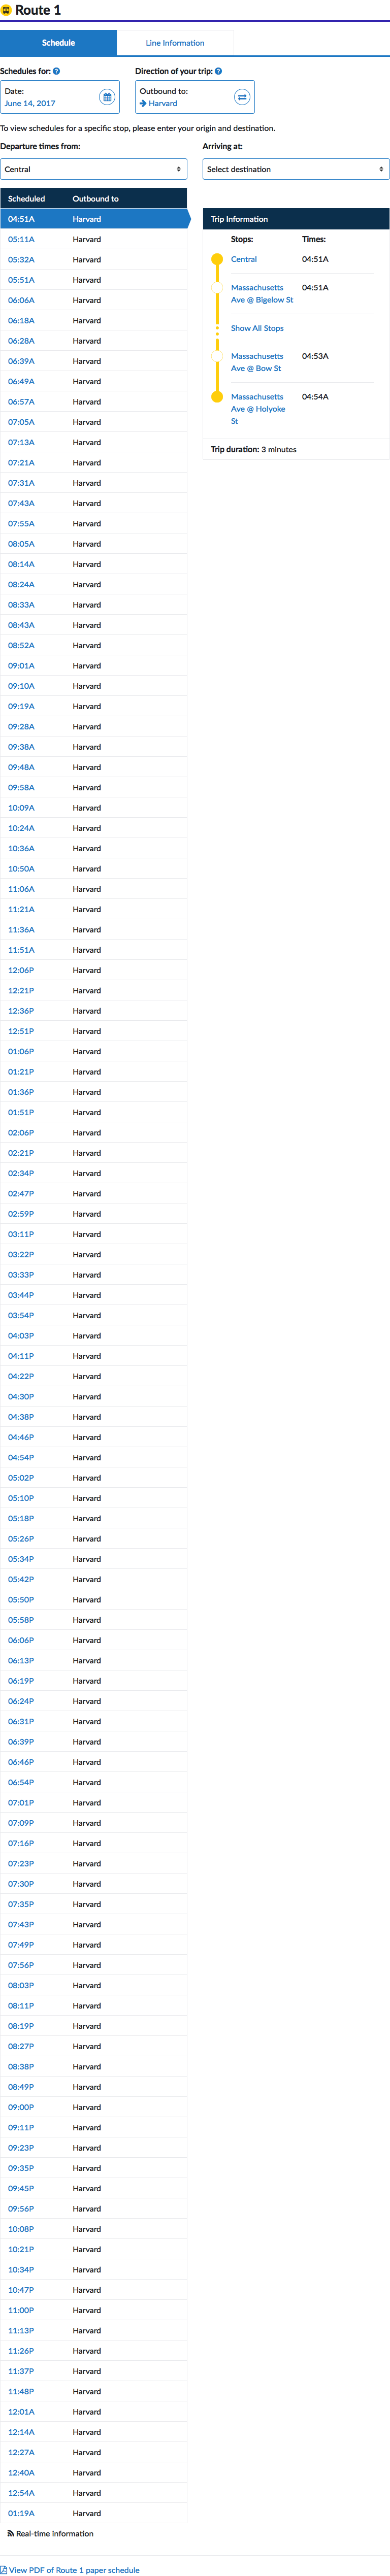 Route 1
Schedule
Line Information
Schedules for:
Direction of your trip:
Date:
June 14, 2017
Outbound to:
Harvard
To view schedules for a specific stop, please enter your origin and destination.
Departure times from:
Arriving at:
Central
Select destination
Scheduled Outbound to
04:51A Harvard
05:11A Harvard
05:32A Harvard
05:51A Harvard
06:06A Harvard
06:18A Harvard
06:28A Harvard
06:39A Harvard
06:49A Harvard
06:57A Harvard
07:05A Harvard
07:13A Harvard
07:21A Harvard
07:31A Harvard
07:43A Harvard
07:55A Harvard
08:05A Harvard
08:14A Harvard
08:24A Harvard
08:33A Harvard
08:43A Harvard
08:52A Harvard
09:01A Harvard
09:10A Harvard
09:19A Harvard
09:28A Harvard
09:38A Harvard
09:48A Harvard
09:58A Harvard
10:09A Harvard
10:24A Harvard
10:36A Harvard
10:50A Harvard
11:06A Harvard
11:21A Harvard
11:36A Harvard
11:51A Harvard
12:06P Harvard
12:21P Harvard
12:36P Harvard
12:51P Harvard
01:06P Harvard
01:21P Harvard
01:36P Harvard
01:51P Harvard
02:06P Harvard
02:21P Harvard
02:34P Harvard
02:47P Harvard
02:59P Harvard
03:11P Harvard
03:22P Harvard
03:33P Harvard
03:44P Harvard
03:54P Harvard
04:03P Harvard
04:11P Harvard
04:22P Harvard
04:30P Harvard
04:38P Harvard
04:46P Harvard
04:54P Harvard
05:02P Harvard
05:10P Harvard
05:18P Harvard
05:26P Harvard
05:34P Harvard
05:42P Harvard
05:50P Harvard
05:58P Harvard
06:06P Harvard
06:13P Harvard
06:19P Harvard
06:24P Harvard
06:31P Harvard
06:39P Harvard
06:46P Harvard
06:54P Harvard
07:01P Harvard
07:09P Harvard
07:16P Harvard
07:23P Harvard
07:30P Harvard
07:35P Harvard
07:43P Harvard
07:49P Harvard
07:56P Harvard
08:03P Harvard
08:11P Harvard
08:19P Harvard
08:27P Harvard
08:38P Harvard
08:49P Harvard
09:00P Harvard
09:11P Harvard
09:23P Harvard
09:35P Harvard
09:45P Harvard
09:56P Harvard
10:08P Harvard
10:21P Harvard
10:34P Harvard
10:47P Harvard
11:00P Harvard
11:13P Harvard
11:26P Harvard
11:37P Harvard
11:48P Harvard
12:01A Harvard
12:14A Harvard
12:27A Harvard
12:40A Harvard
12:54A Harvard
01:19A Harvard
Real-time information
Trip Information
Stops: Times:
Central 04:51A
Massachusetts 04:51A
Ave @ Bigelow St
Show All Stops
Massachusetts 04:53A
Ave @ Bow St
Massachusetts 04:54A
Ave @ Holyoke
St
Trip duration: 3 minutes
View PDF of Route 1 paper schedule